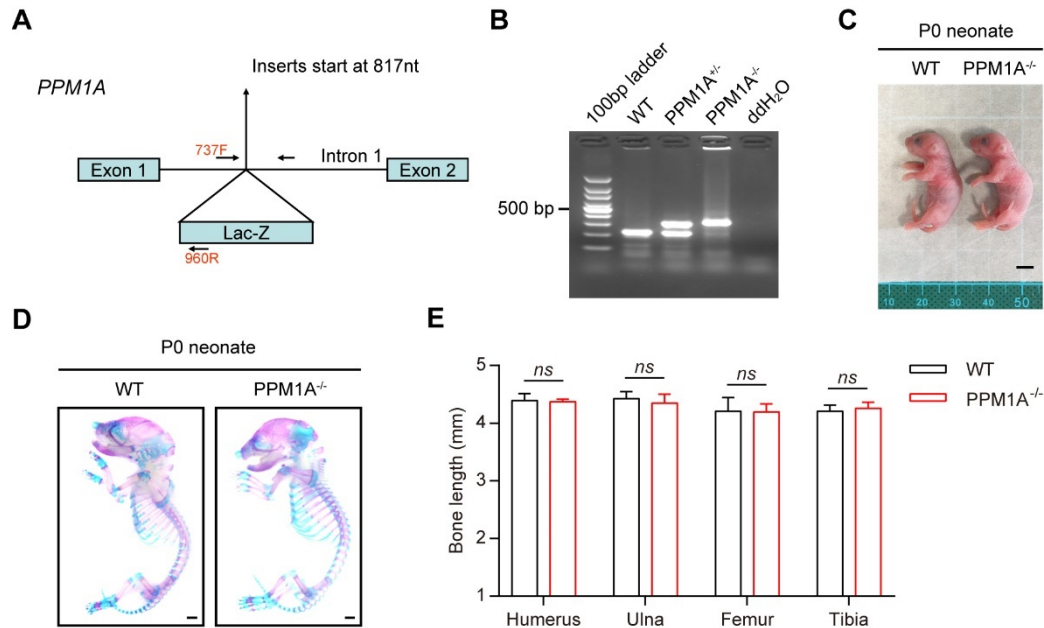 A
PPM1A
Inserts start at 817nt
737F
Exon 1
Intron 1
Exon 2
Lac-Z
960R
B
100bp ladder
WT
PPM1A+/-
PPM1A-/-
ddH₂O
500 bp
C
P0 neonate
WT PPM1A-/-
10 20 30 40 50
D
P0 neonate
WT PPM1A-/-
E
Bone length (mm)
5
4
3
2
1
ns ns ns ns
Humerus Ulna Femur Tibia
WT
PPM1A-/-